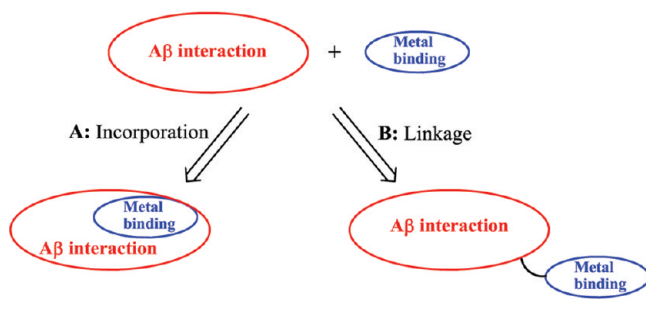 Aβ interaction
+
Metal
binding
A: Incorporation
B: Linkage
Metal
binding
Aβ interaction
Aβ interaction
Metal
binding